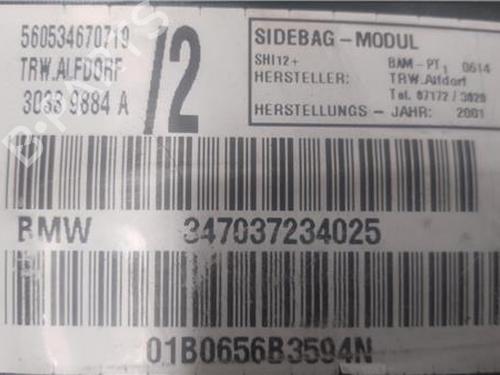 560534670719
TRW.ALFDORF
3033 9884 A
/2
SIDEBAG-MODUL
SHI12+ BAM-PT1 0614
HERSTELLER: TRW.Alfdorf
Tel. 07172 / 3020
HERSTELLUNGS-JAHR: 2001
BMW 347037234025
01B0656B3594N